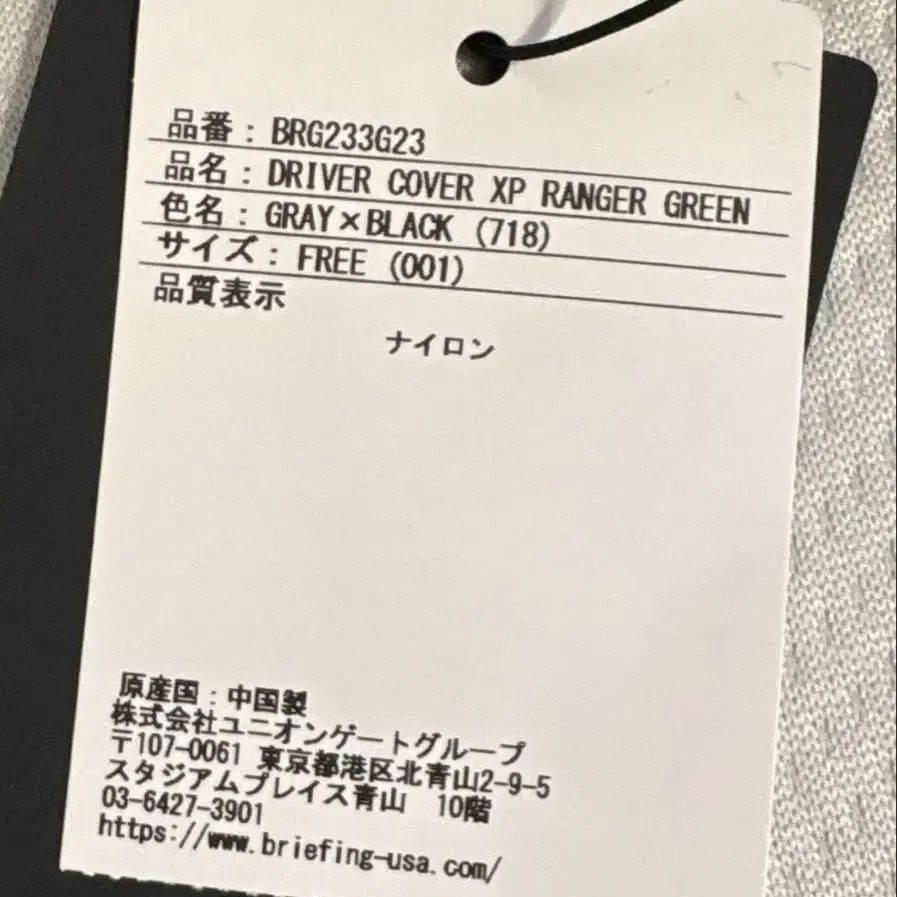 品番：BRG233G23
品名：DRIVER COVER XP RANGER GREEN
色名：GRAY×BLACK (718)
サイズ：FREE (001)
品質表示
ナイロン
原産国：中国製
株式会社ユニオンゲートグループ
〒107-0061 東京都港区北青山2-9-5
スタジアムプレイス青山 10階
03-6427-3901
https://www.briefing-usa.com/